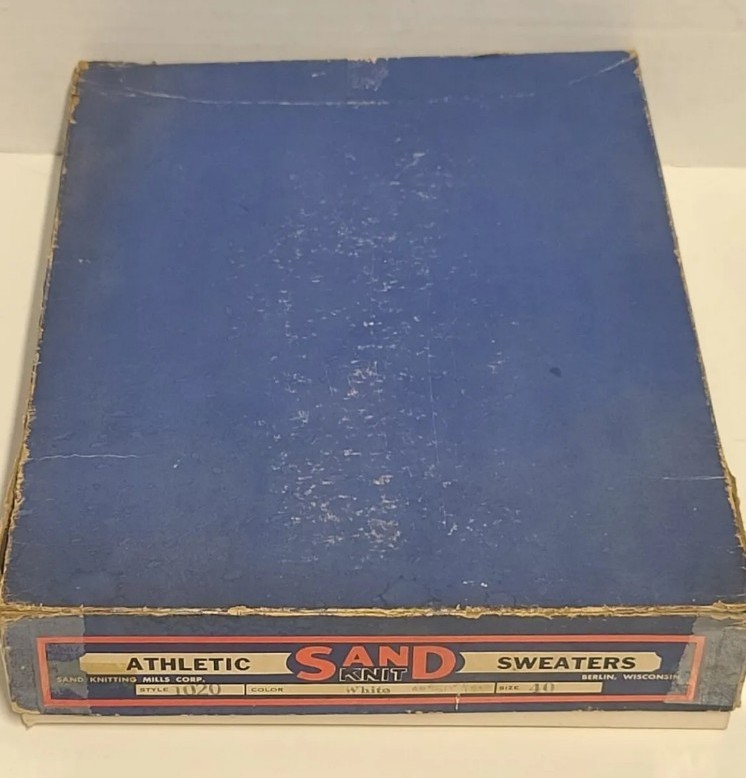 ATHLETIC SAND KNIT SWEATERS
SAND KNITTING MILLS CORP. BERLIN, WISCONSIN
STYLE 1020 COLOR White SIZE 40